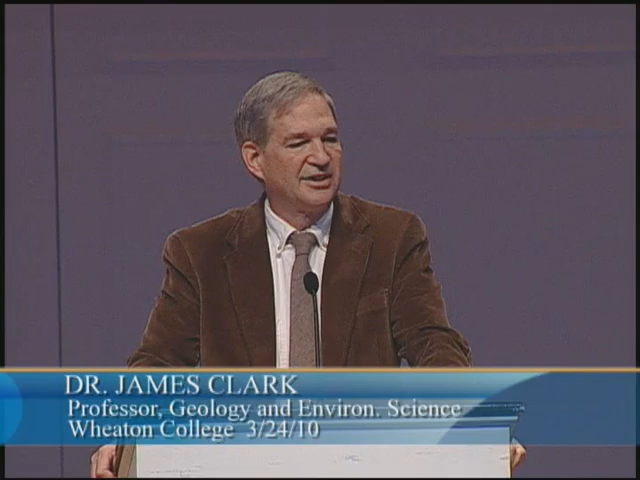 DR. JAMES CLARK
Professor, Geology and Environ. Science
Wheaton College 3/24/10